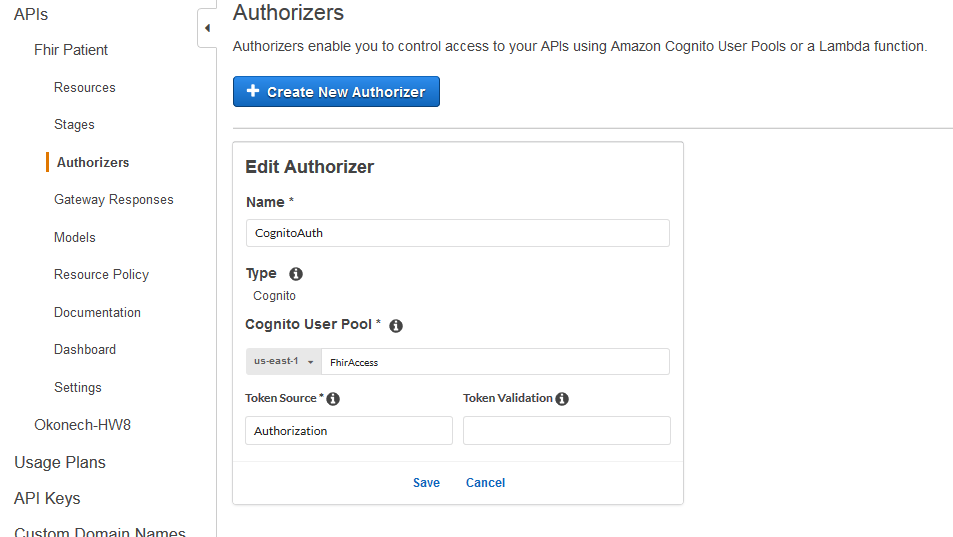 APIs
Fhir Patient
Resources
Stages
Authorizers
Gateway Responses
Models
Resource Policy
Documentation
Dashboard
Settings
Okonech-HW8
Usage Plans
API Keys
Custom Domain Names
Authorizers
Authorizers enable you to control access to your APIs using Amazon Cognito User Pools or a Lambda function.
+ Create New Authorizer
Edit Authorizer
Name *
CognitoAuth
Type
Cognito
Cognito User Pool *
us-east-1 FhirAccess
Token Source * Token Validation
Authorization
Save Cancel